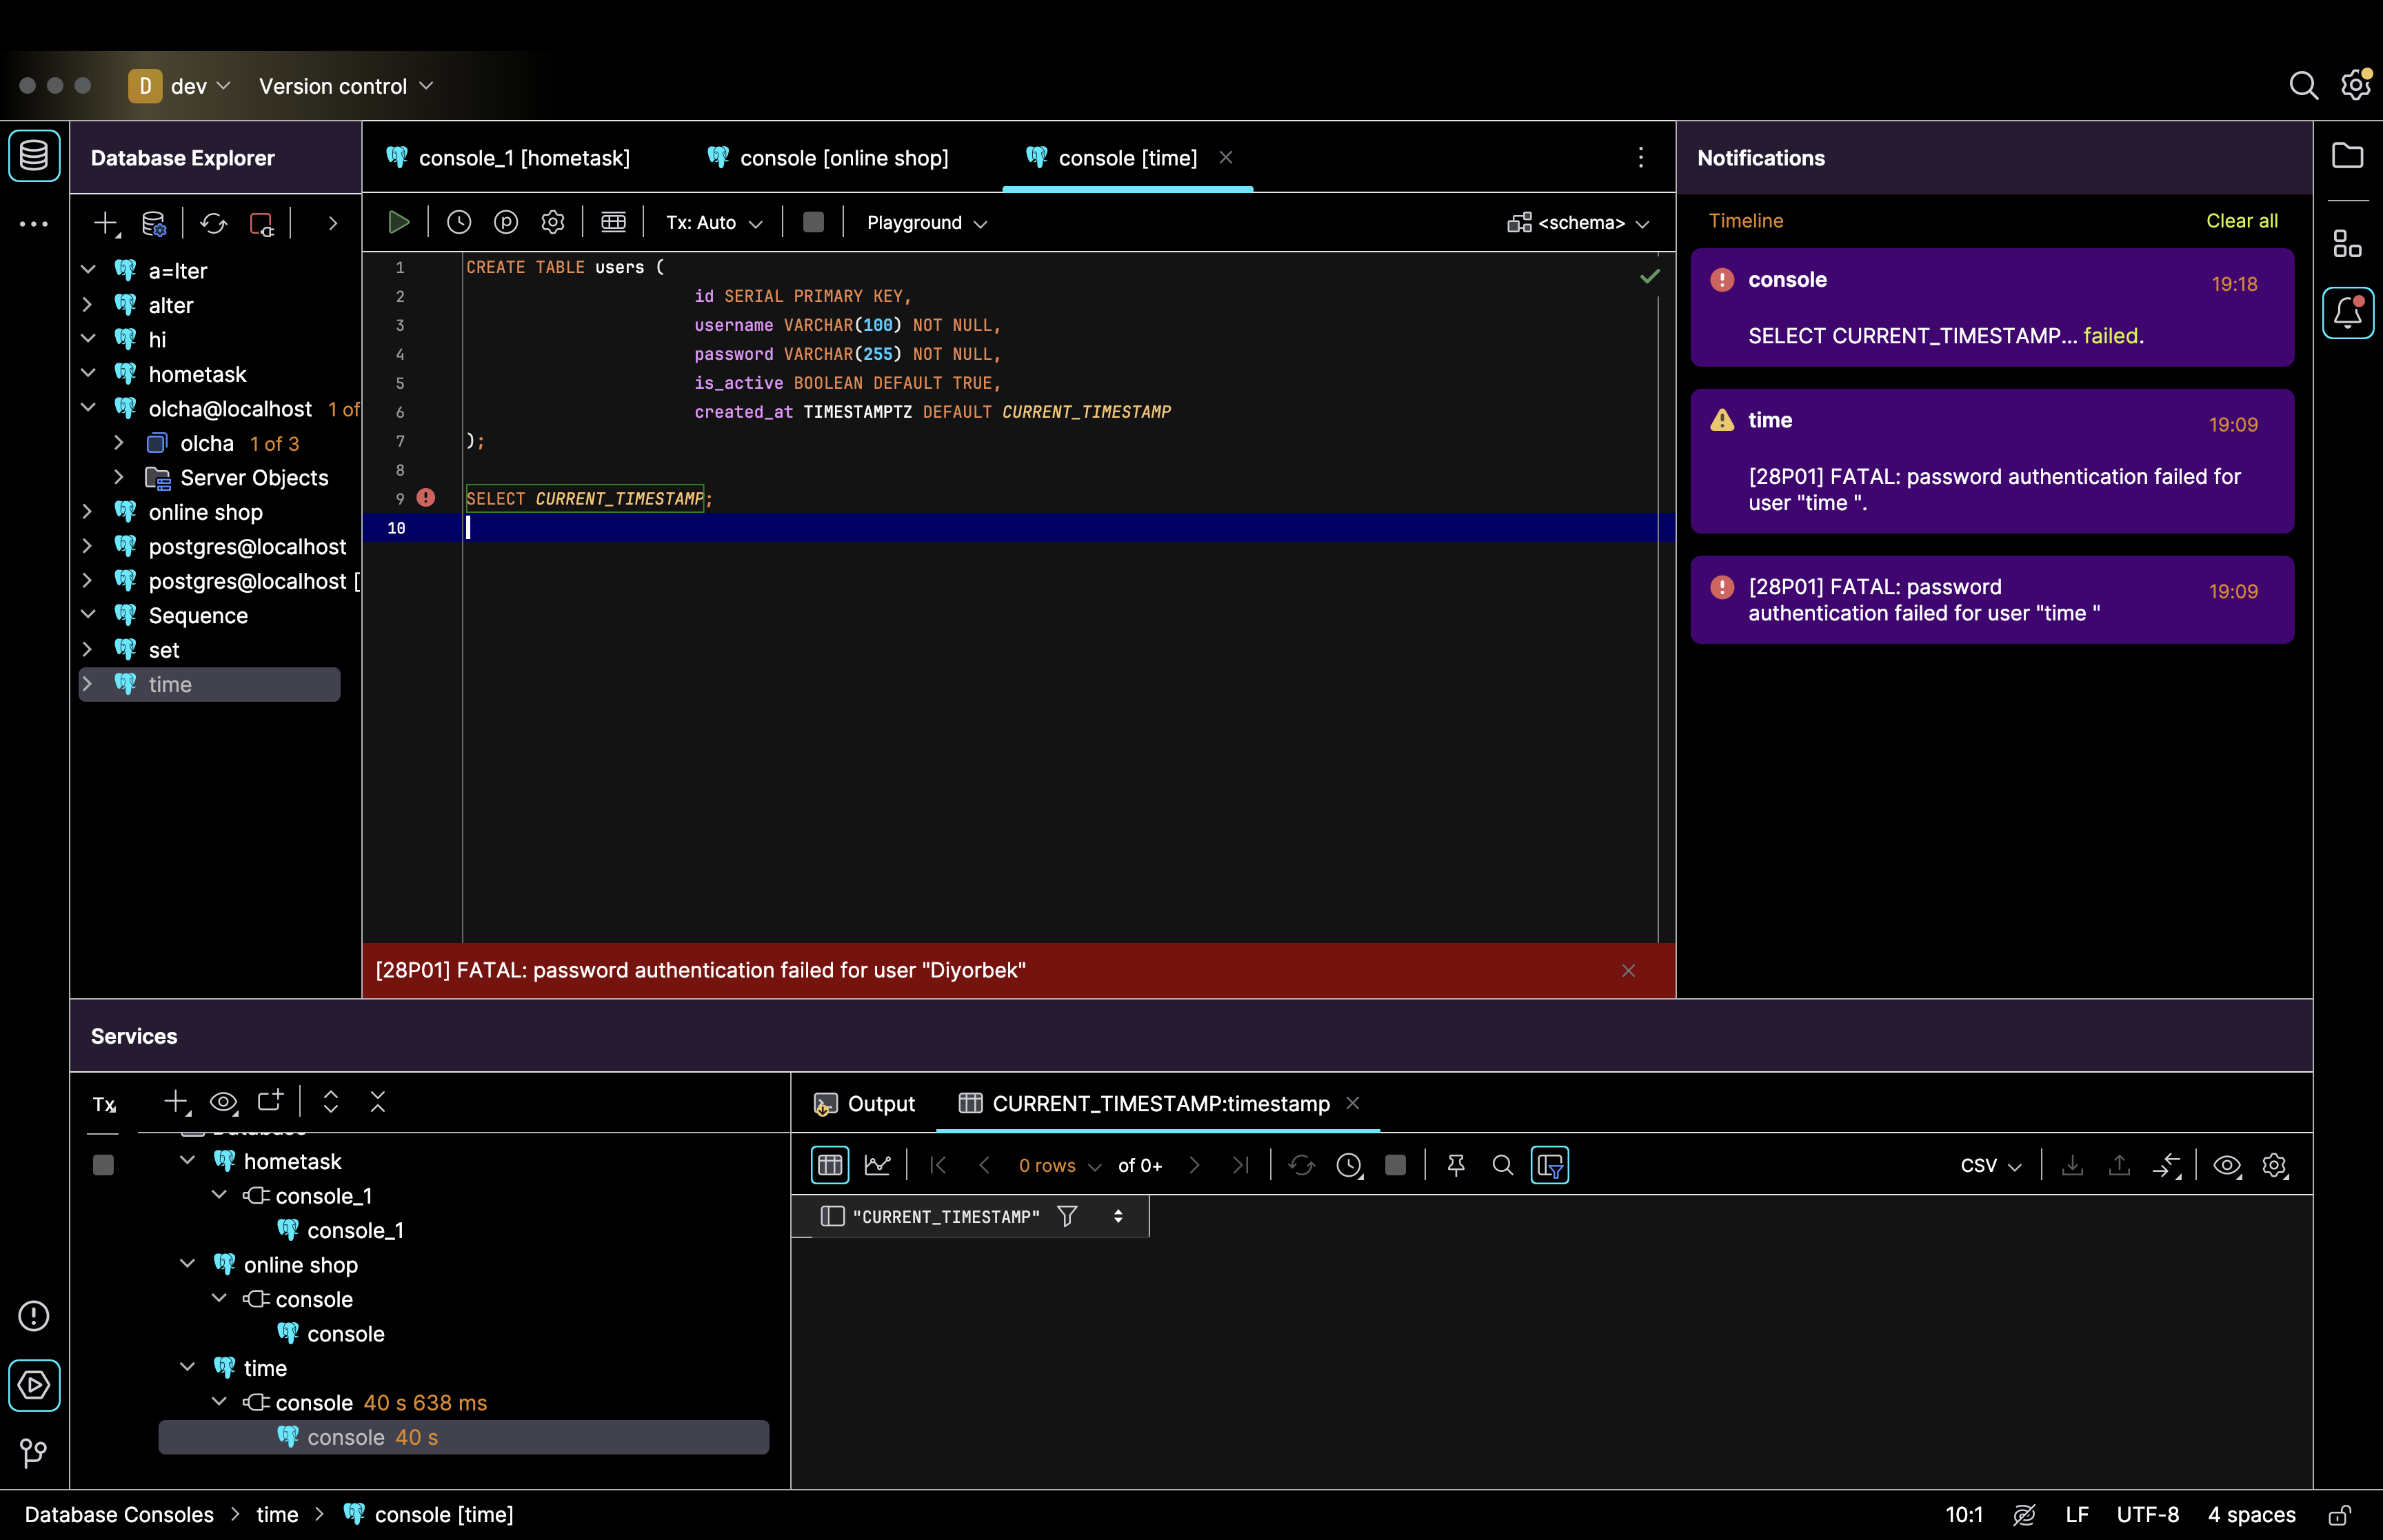 D dev Version control
Database Explorer
a=lter
alter
hi
hometask
olcha@localhost 1 of
olcha 1 of 3
Server Objects
online shop
postgres@localhost
postgres@localhost [
Sequence
set
time
console_1 [hometask] console [online shop] console [time]
Tx: Auto Playground <schema>
1 CREATE TABLE users (
2 id SERIAL PRIMARY KEY,
3 username VARCHAR(100) NOT NULL,
4 password VARCHAR(255) NOT NULL,
5 is_active BOOLEAN DEFAULT TRUE,
6 created_at TIMESTAMPTZ DEFAULT CURRENT_TIMESTAMP
7 );
8
9 SELECT CURRENT_TIMESTAMP;
10
[28P01] FATAL: password authentication failed for user "Diyorbek"
Notifications
Timeline Clear all
console 19:18
SELECT CURRENT_TIMESTAMP... failed.
time 19:09
[28P01] FATAL: password authentication failed for
user "time ".
[28P01] FATAL: password 19:09
authentication failed for user "time "
Services
Tx
Database
hometask
console_1
console_1
online shop
console
console
time
console 40 s 638 ms
console 40 s
Output CURRENT_TIMESTAMP:timestamp
0 rows of 0+ CSV
"CURRENT_TIMESTAMP"
Database Consoles > time > console [time] 10:1 LF UTF-8 4 spaces